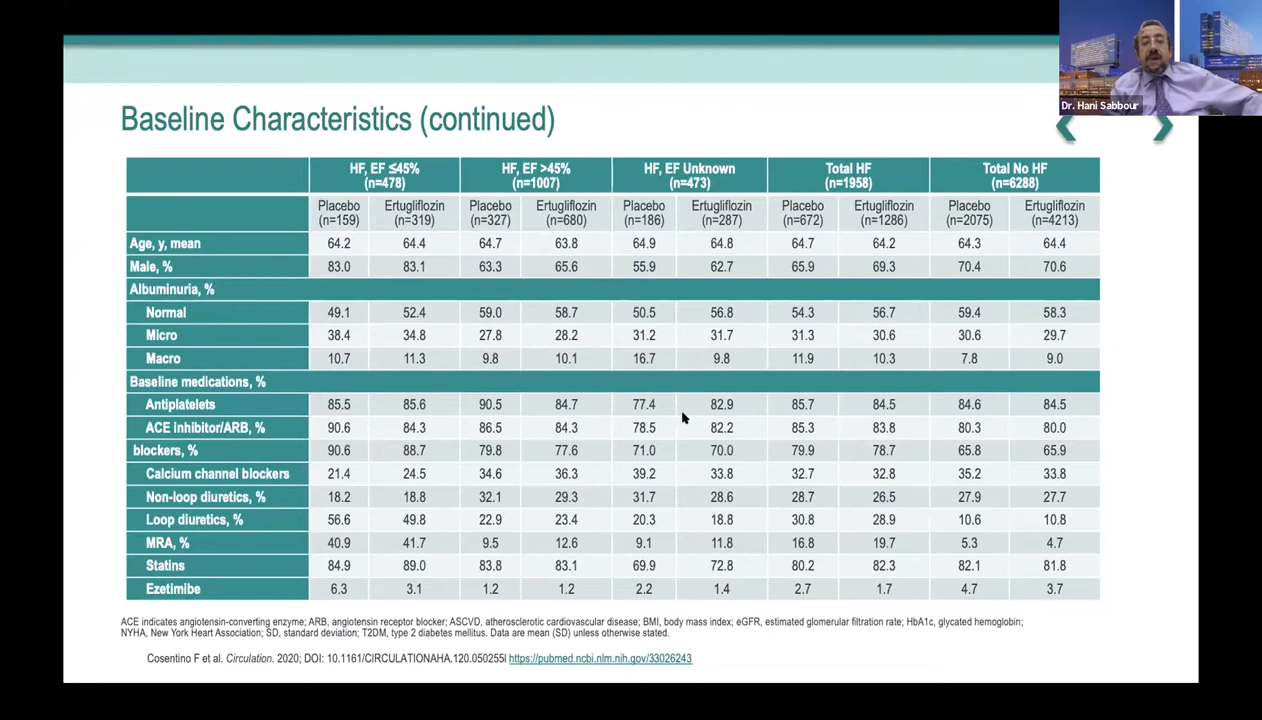 Dr. Hani Sabbour
Baseline Characteristics (continued)
HF, EF ≤45% (n=478) HF, EF >45% (n=1007) HF, EF Unknown (n=473) Total HF (n=1958) Total No HF (n=6288)
Placebo (n=159) Ertugliflozin (n=319) Placebo (n=327) Ertugliflozin (n=680) Placebo (n=186) Ertugliflozin (n=287) Placebo (n=672) Ertugliflozin (n=1286) Placebo (n=2075) Ertugliflozin (n=4213)
Age, y, mean 64.2 64.4 64.7 63.8 64.9 64.8 64.7 64.2 64.3 64.4
Male, % 83.0 83.1 63.3 65.6 55.9 62.7 65.9 69.3 70.4 70.6
Albuminuria, %
Normal 49.1 52.4 59.0 58.7 50.5 56.8 54.3 56.7 59.4 58.3
Micro 38.4 34.8 27.8 28.2 31.2 31.7 31.3 30.6 30.6 29.7
Macro 10.7 11.3 9.8 10.1 16.7 9.8 11.9 10.3 7.8 9.0
Baseline medications, %
Antiplatelets 85.5 85.6 90.5 84.7 77.4 82.9 85.7 84.5 84.6 84.5
ACE inhibitor/ARB, % 90.6 84.3 86.5 84.3 78.5 82.2 85.3 83.8 80.3 80.0
blockers, % 90.6 88.7 79.8 77.6 71.0 70.0 79.9 78.7 65.8 65.9
Calcium channel blockers 21.4 24.5 34.6 36.3 39.2 33.8 32.7 32.8 35.2 33.8
Non-loop diuretics, % 18.2 18.8 32.1 29.3 31.7 28.6 28.7 26.5 27.9 27.7
Loop diuretics, % 56.6 49.8 22.9 23.4 20.3 18.8 30.8 28.9 10.6 10.8
MRA, % 40.9 41.7 9.5 12.6 9.1 11.8 16.8 19.7 5.3 4.7
Statins 84.9 89.0 83.8 83.1 69.9 72.8 80.2 82.3 82.1 81.8
Ezetimibe 6.3 3.1 1.2 1.2 2.2 1.4 2.7 1.7 4.7 3.7
ACE indicates angiotensin-converting enzyme; ARB, angiotensin receptor blocker; ASCVD, atherosclerotic cardiovascular disease; BMI, body mass index; eGFR, estimated glomerular filtration rate; HbA1c, glycated hemoglobin;
NYHA, New York Heart Association; SD, standard deviation; T2DM, type 2 diabetes mellitus. Data are mean (SD) unless otherwise stated.
Cosentino F et al. Circulation. 2020; DOI: 10.1161/CIRCULATIONAHA.120.050255l https://pubmed.ncbi.nlm.nih.gov/33026243